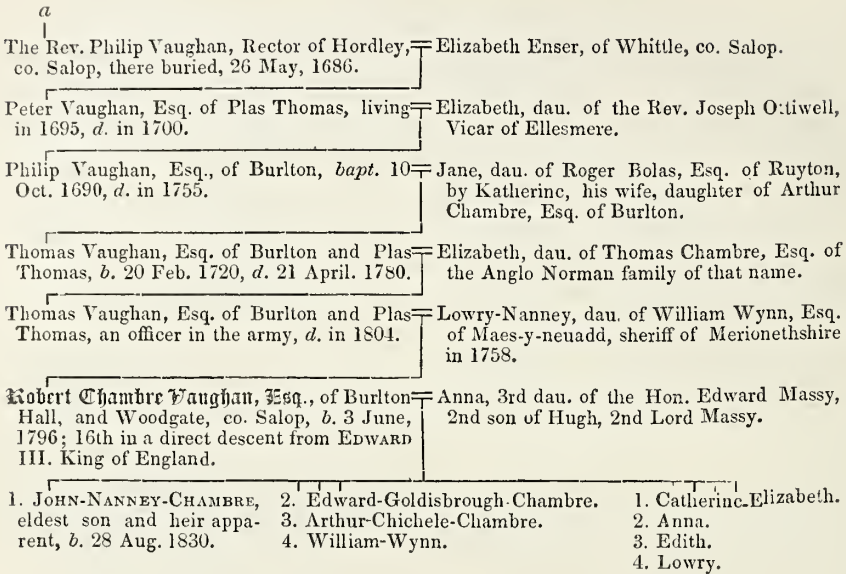 a
The Rev. Philip Vaughan, Rector of Hordley, co. Salop, there buried, 26 May, 1686. = Elizabeth Enser, of Whittle, co. Salop.
Peter Vaughan, Esq. of Plas Thomas, living in 1695, d. in 1700. = Elizabeth, dau. of the Rev. Joseph Ottiwell, Vicar of Ellesmere.
Philip Vaughan, Esq., of Burlton, bapt. 10 Oct. 1690, d. in 1755. = Jane, dau. of Roger Bolas, Esq. of Ruyton, by Katherine, his wife, daughter of Arthur Chambre, Esq. of Burlton.
Thomas Vaughan, Esq. of Burlton and Plas Thomas, b. 20 Feb. 1720, d. 21 April. 1780. = Elizabeth, dau. of Thomas Chambre, Esq. of the Anglo Norman family of that name.
Thomas Vaughan, Esq. of Burlton and Plas Thomas, an officer in the army, d. in 1804. = Lowry-Nanney, dau. of William Wynn, Esq. of Maes-y-neuadd, sheriff of Merionethshire in 1758.
Robert Chambre Vaughan, Esq., of Burlton Hall, and Woodgate, co. Salop, b. 3 June, 1796; 16th in a direct descent from EDWARD III. King of England. = Anna, 3rd dau. of the Hon. Edward Massy, 2nd son of Hugh, 2nd Lord Massy.
1. JOHN-NANNEY-CHAMBRE, eldest son and heir apparent, b. 28 Aug. 1830.
2. Edward-Goldisbrough-Chambre.
3. Arthur-Chichele-Chambre.
4. William-Wynn.
1. Catherine-Elizabeth.
2. Anna.
3. Edith.
4. Lowry.